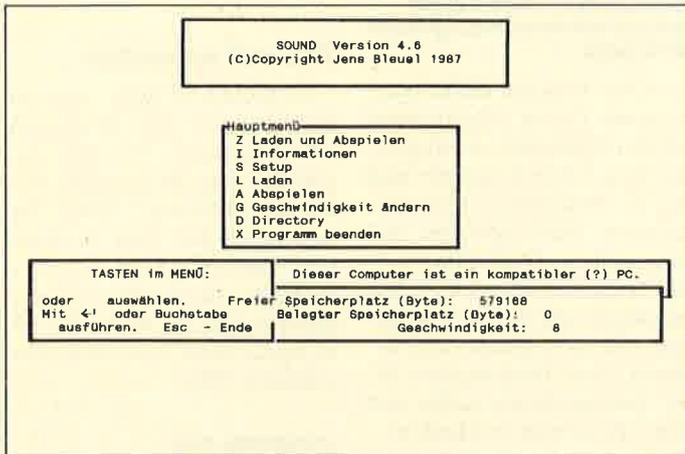 SOUND Version 4.6
(C)Copyright Jens Bleuel 1987
Hauptmenü
Z Laden und Abspielen
I Informationen
S Setup
L Laden
A Abspielen
G Geschwindigkeit Ändern
D Directory
X Programm beenden
TASTEN im MENÜ:
Dieser Computer ist ein kompatibler (?) PC.
oder auswählen. Freier Speicherplatz (Byte): 579188
Mit ↵ oder Buchstabe Belegter Speicherplatz (Byte): 0
ausführen. Esc - Ende Geschwindigkeit: 8